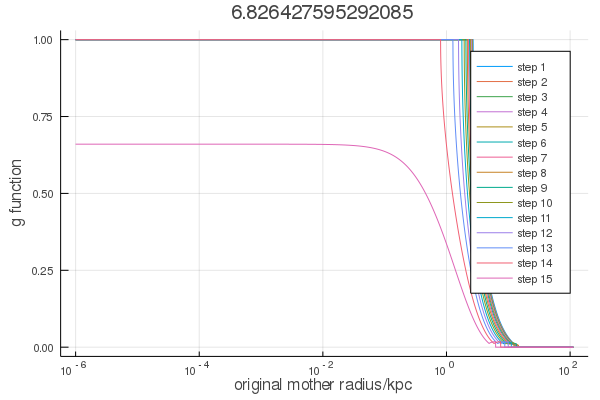 6.826427595292085
1.00
0.75
0.50
0.25
0.00
g function
step 1
step 2
step 3
step 4
step 5
step 6
step 7
step 8
step 9
step 10
step 11
step 12
step 13
step 14
step 15
10⁻⁶ 10⁻⁴ 10⁻² 10⁰ 10²
original mother radius/kpc